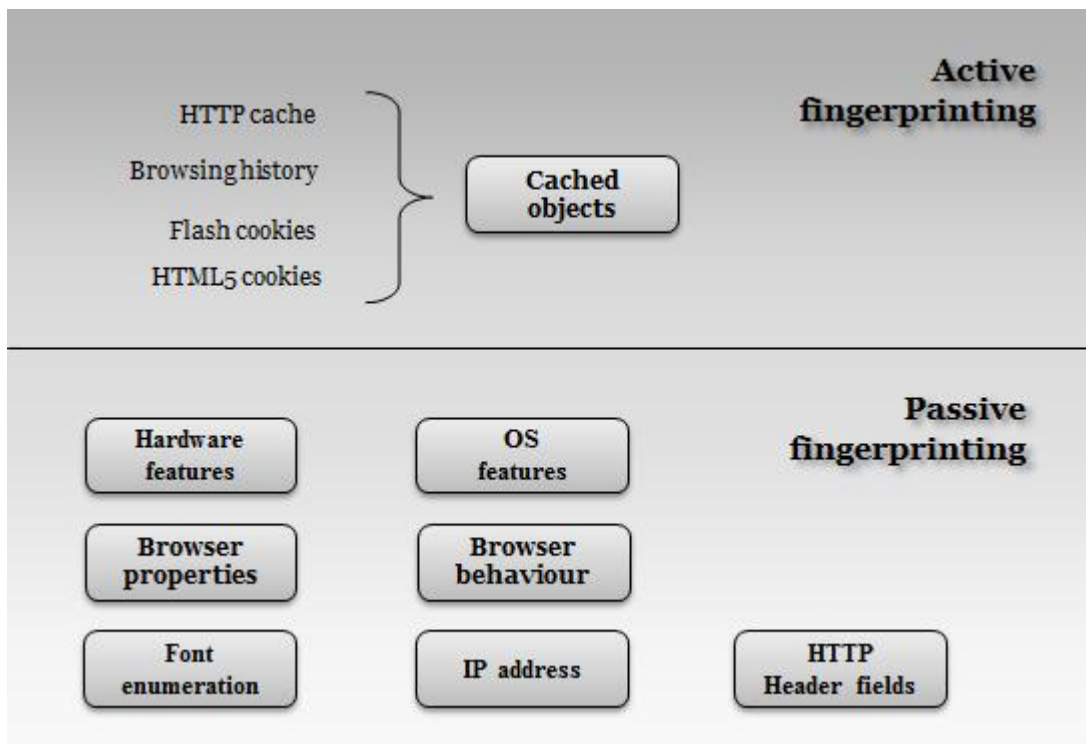 Active
fingerprinting
HTTP cache
Browsing history
Flash cookies
HTML5 cookies
Cached
objects
Passive
fingerprinting
Hardware
features
OS
features
Browser
properties
Browser
behaviour
Font
enumeration
IP address
HTTP
Header fields